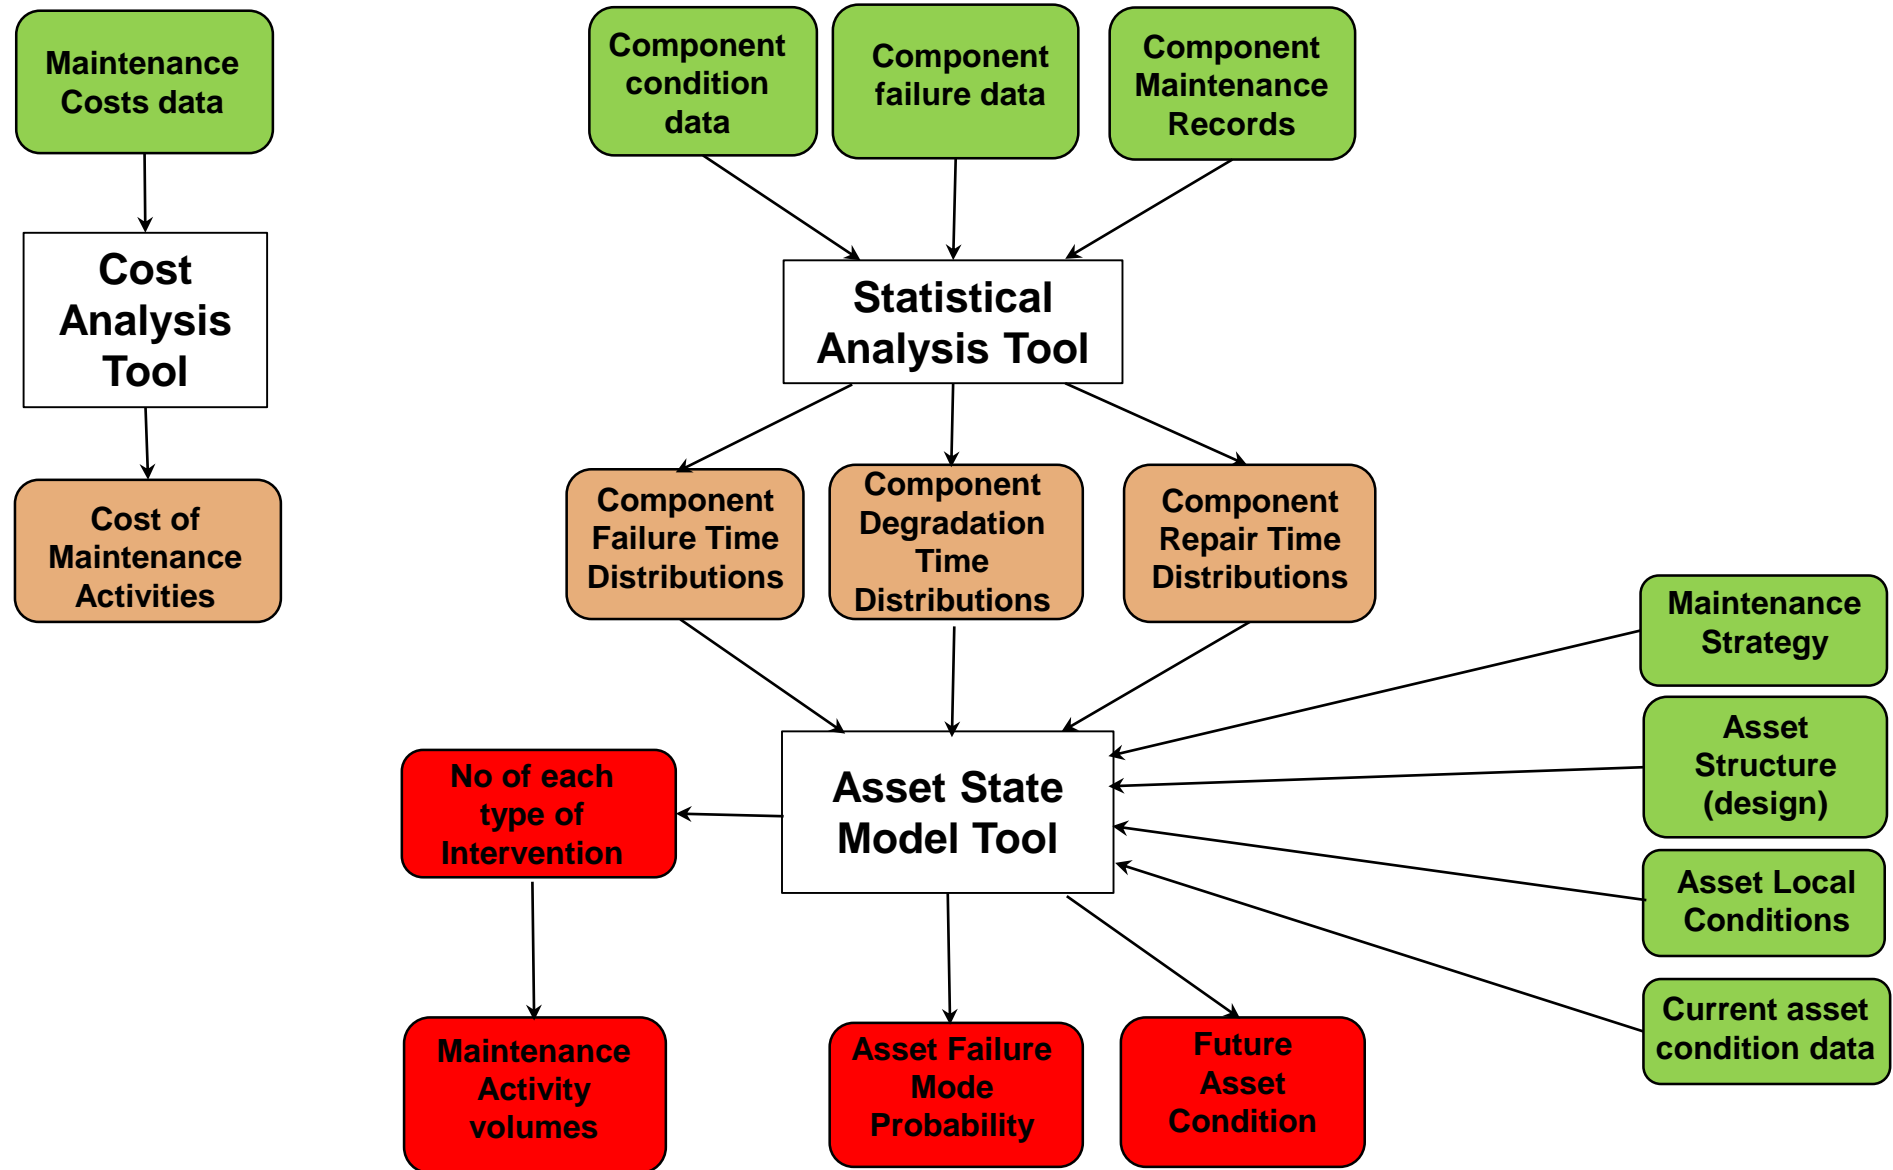 Maintenance
Costs data
Component
condition
data
Component
failure data
Component
Maintenance
Records
Cost
Analysis
Tool
Statistical
Analysis Tool
Cost of
Maintenance
Activities
Component
Failure Time
Distributions
Component
Degradation
Time
Distributions
Component
Repair Time
Distributions
Maintenance
Strategy
Asset
Structure
(design)
Asset Local
Conditions
Current asset
condition data
Asset State
Model Tool
No of each
type of
Intervention
Maintenance
Activity
volumes
Asset Failure
Mode
Probability
Future
Asset
Condition